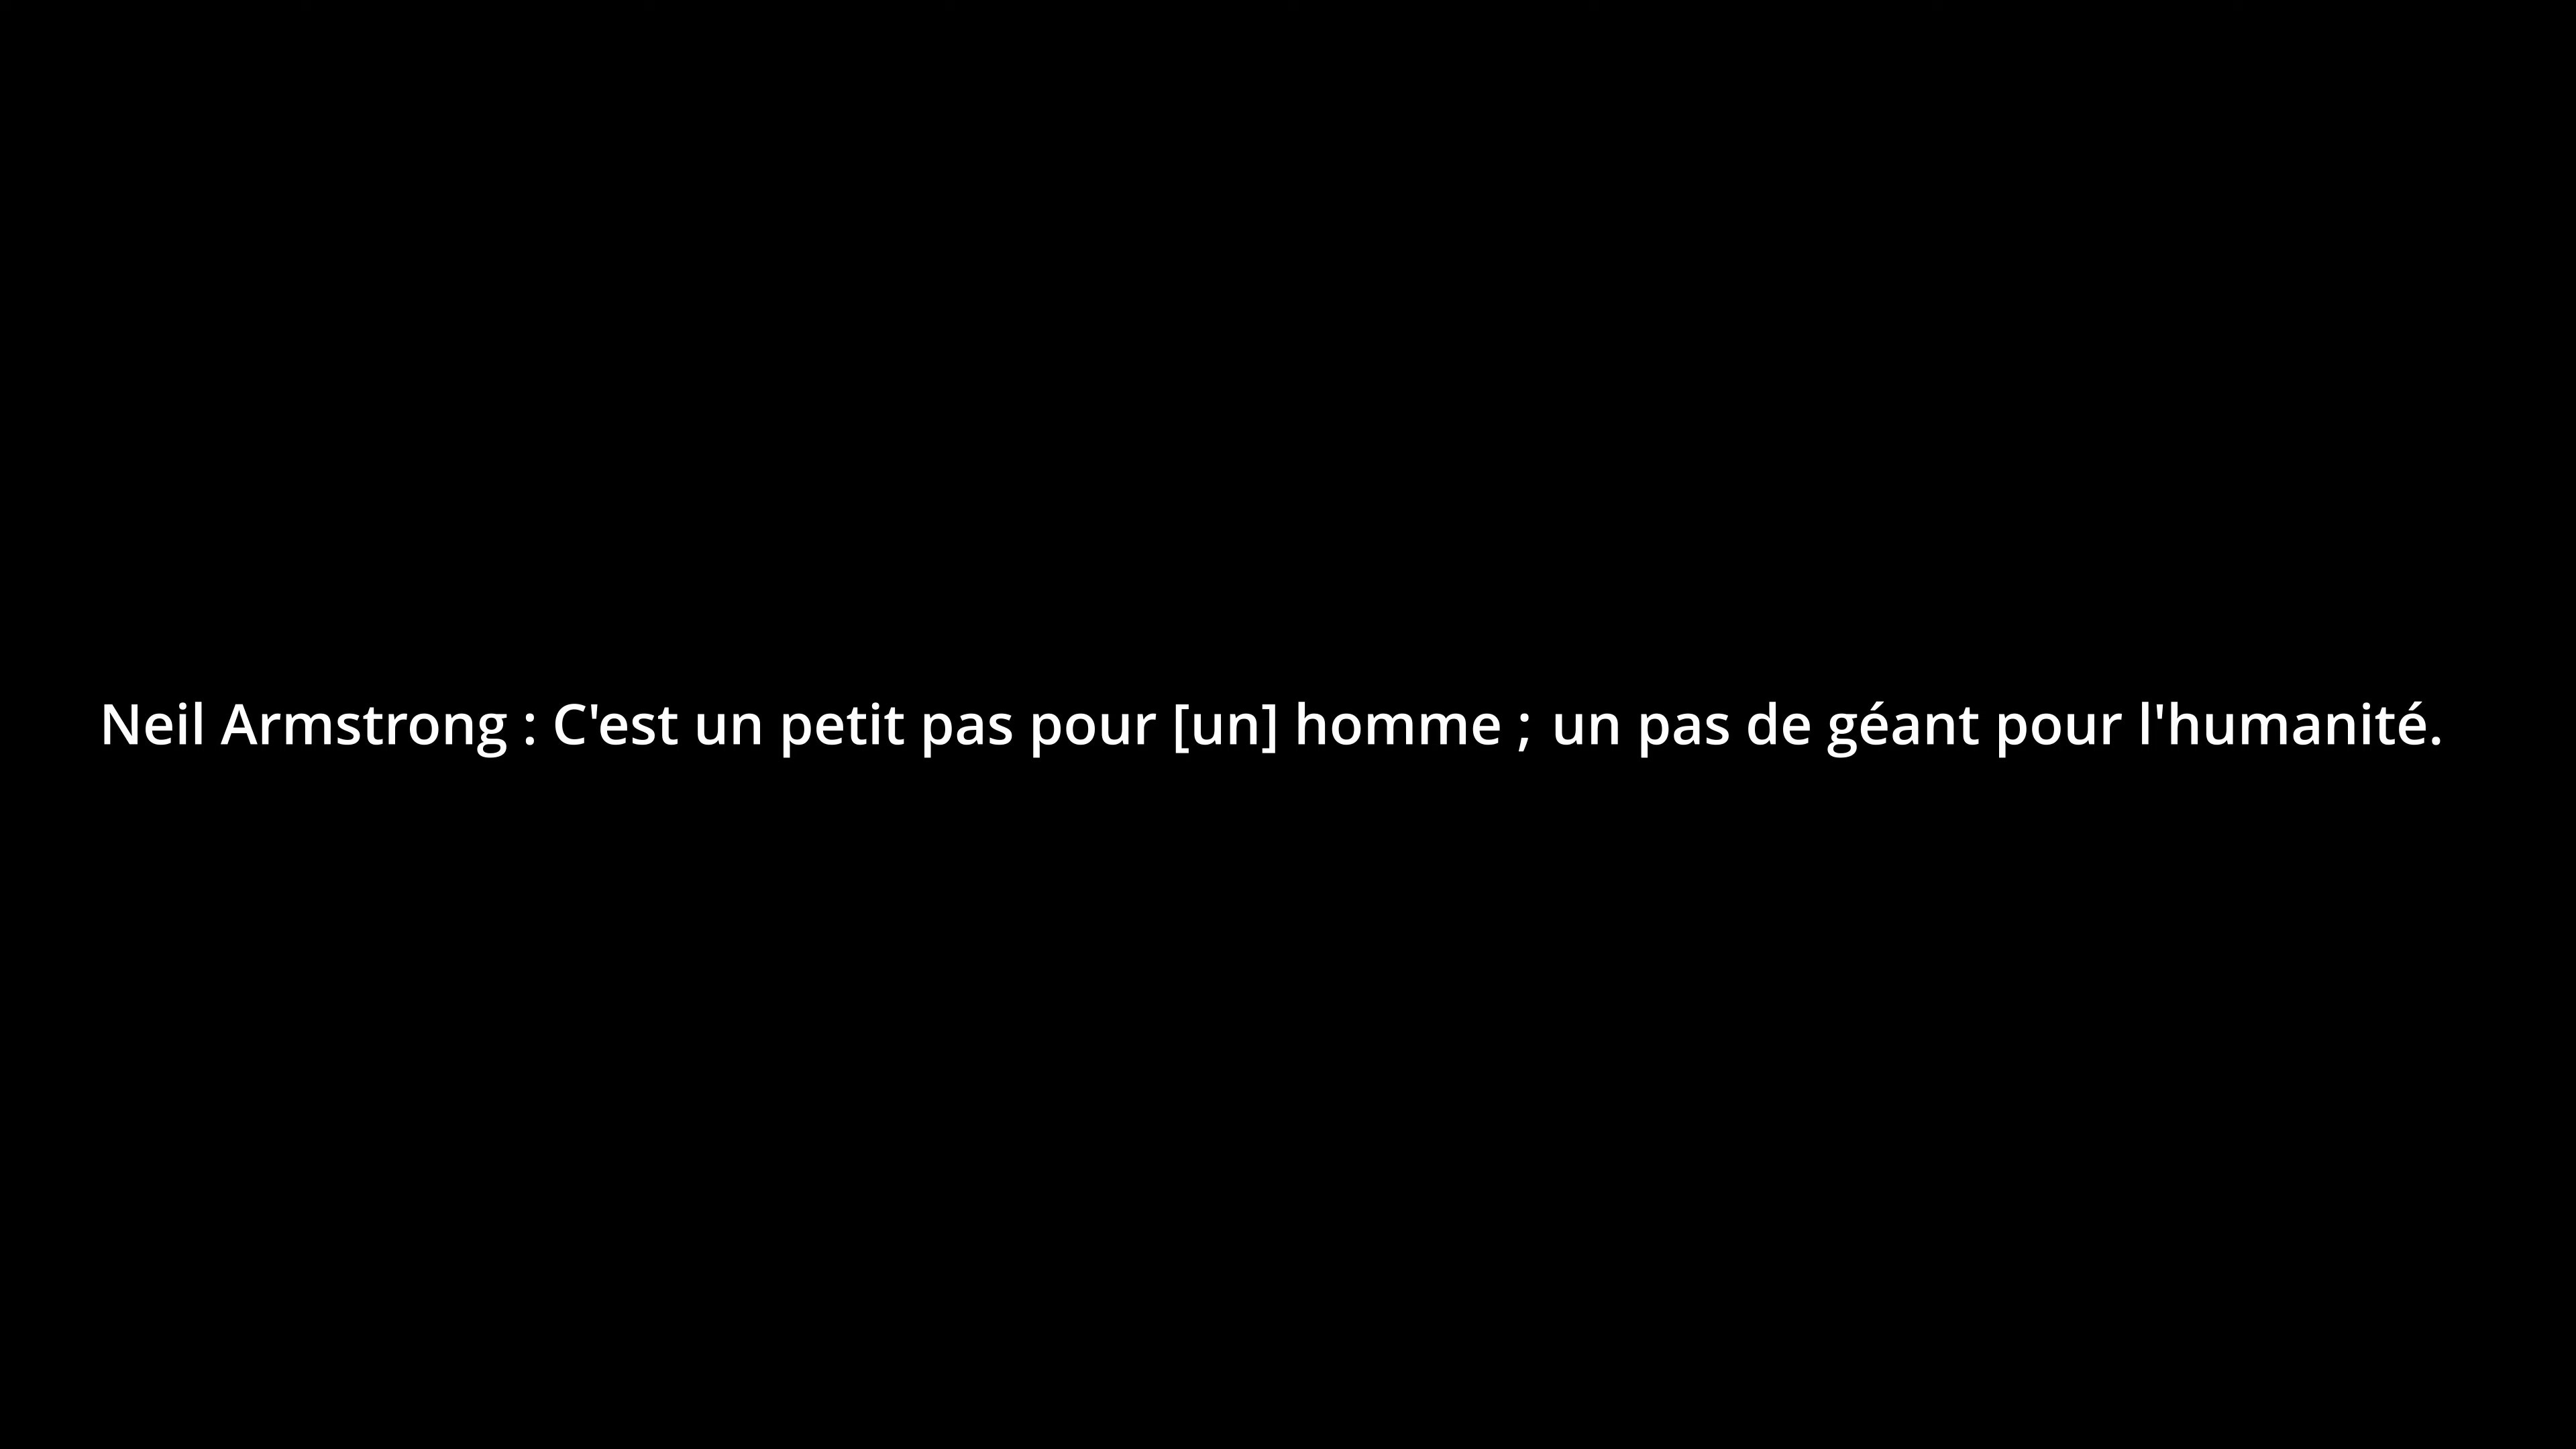 Neil Armstrong : C'est un petit pas pour [un] homme ; un pas de géant pour l'humanité.